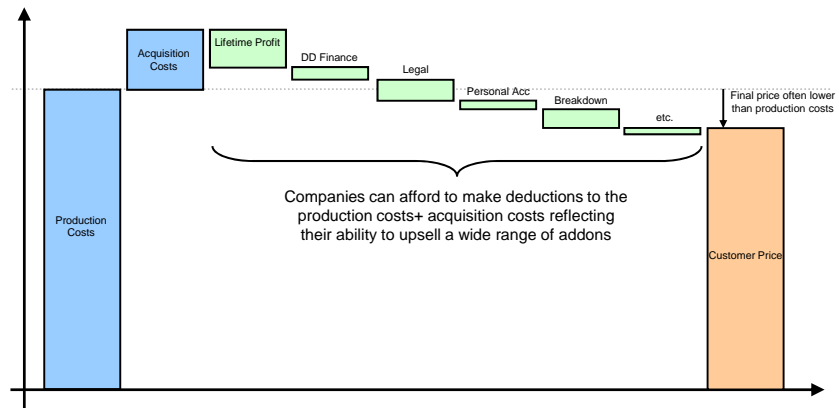 Lifetime Profit
Acquisition
Costs
DD Finance
Legal
Personal Acc
Breakdown
etc.
Final price often lower
than production costs
Companies can afford to make deductions to the
production costs+ acquisition costs reflecting
their ability to upsell a wide range of addons
Production
Costs
Customer Price